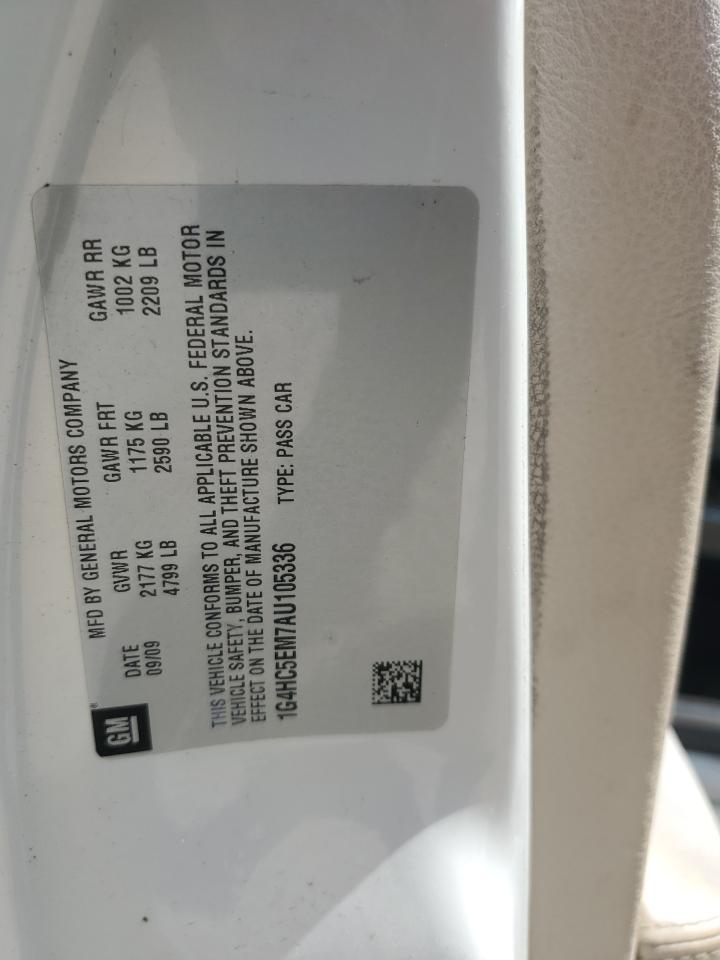 GM®
MFD BY GENERAL MOTORS COMPANY
DATE GVWR GAWR FRT GAWR RR
09/09 2177 KG 1175 KG 1002 KG
4799 LB 2590 LB 2209 LB
THIS VEHICLE CONFORMS TO ALL APPLICABLE U.S. FEDERAL MOTOR
VEHICLE SAFETY, BUMPER, AND THEFT PREVENTION STANDARDS IN
EFFECT ON THE DATE OF MANUFACTURE SHOWN ABOVE.
1G4HC5EM7AU105336 TYPE: PASS CAR